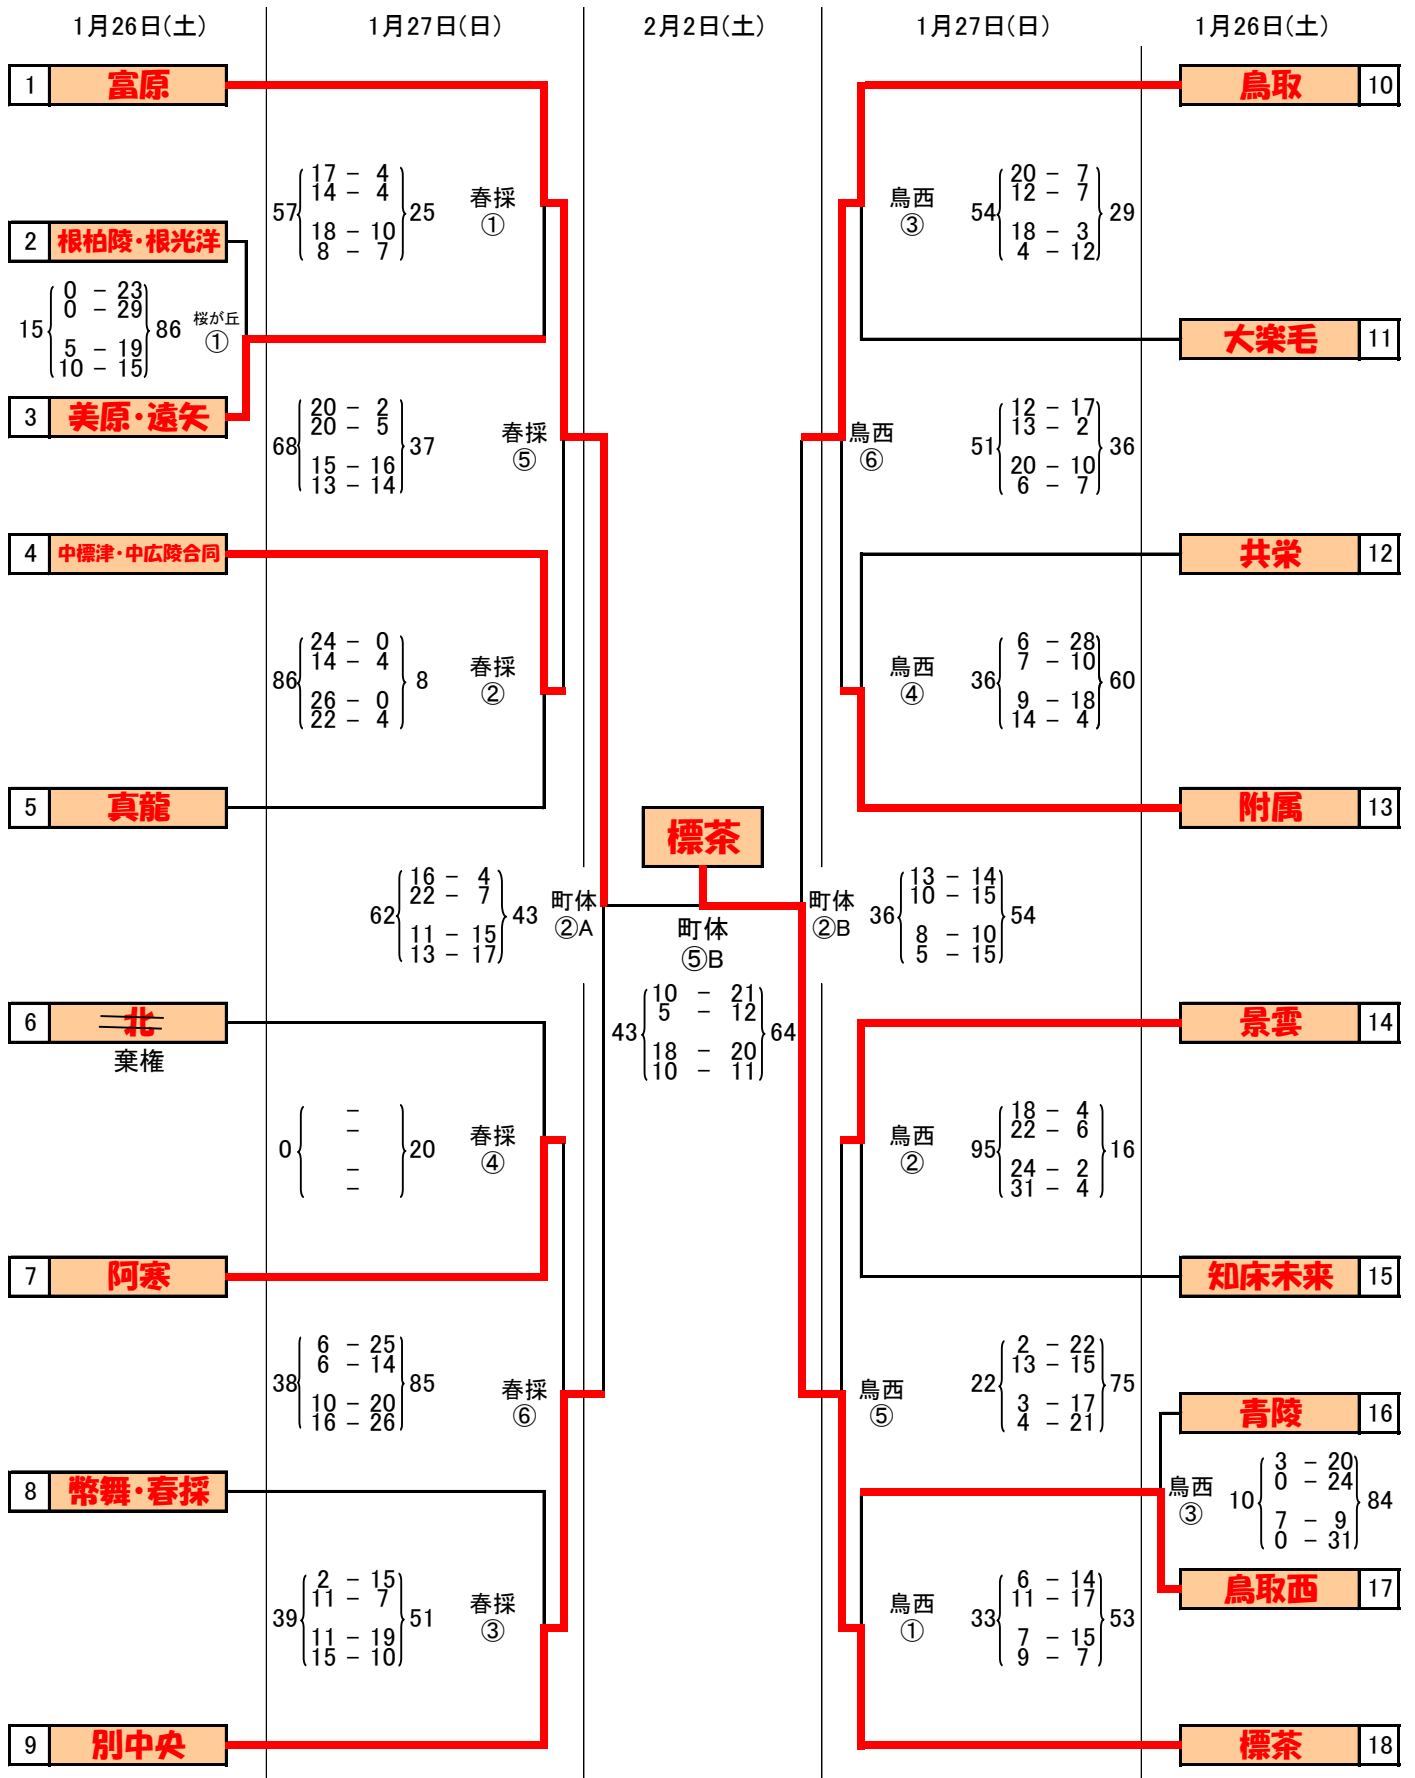 1月26日(土) 1月27日(日) 2月2日(土) 1月27日(日) 1月26日(土)
1 富原
鳥取 10
57 17 - 4 25
14 - 4
18 - 10
8 - 7
春採
①
鳥西
③
54 20 - 7 29
12 - 7
18 - 3
4 - 12
2 根柏陵・根光洋
15 0 - 23 86
0 - 29
5 - 19
10 - 15
桜が丘
①
大楽毛 11
3 美原・遠矢
68 20 - 2 37
20 - 5
15 - 16
13 - 14
春採
⑤
鳥西
⑥
51 12 - 17 36
13 - 2
20 - 10
6 - 7
4 中標津・中広陵合同
共栄 12
86 24 - 0 8
14 - 4
26 - 0
22 - 4
春採
②
鳥西
④
36 6 - 28 60
7 - 10
9 - 18
14 - 4
5 真龍
標茶
附属 13
62 16 - 4 43
22 - 7
11 - 15
13 - 17
町体
②A
町体
⑤B
町体
②B
36 13 - 14 54
10 - 15
8 - 10
5 - 15
43 10 - 21 64
5 - 12
18 - 20
10 - 11
6 北
棄権
景雲 14
0 - 20
-
-
-
春採
④
鳥西
②
95 18 - 4 16
22 - 6
24 - 2
31 - 4
7 阿寒
知床未来 15
38 6 - 25 85
6 - 14
10 - 20
16 - 26
春採
⑥
鳥西
⑤
22 2 - 22 75
13 - 15
3 - 17
4 - 21
青陵 16
8 幣舞・春採
鳥西
③
10 3 - 20 84
0 - 24
7 - 9
0 - 31
鳥取西 17
39 2 - 15 51
11 - 7
11 - 19
15 - 10
春採
③
鳥西
①
33 6 - 14 53
11 - 17
7 - 15
9 - 7
9 別中央
標茶 18